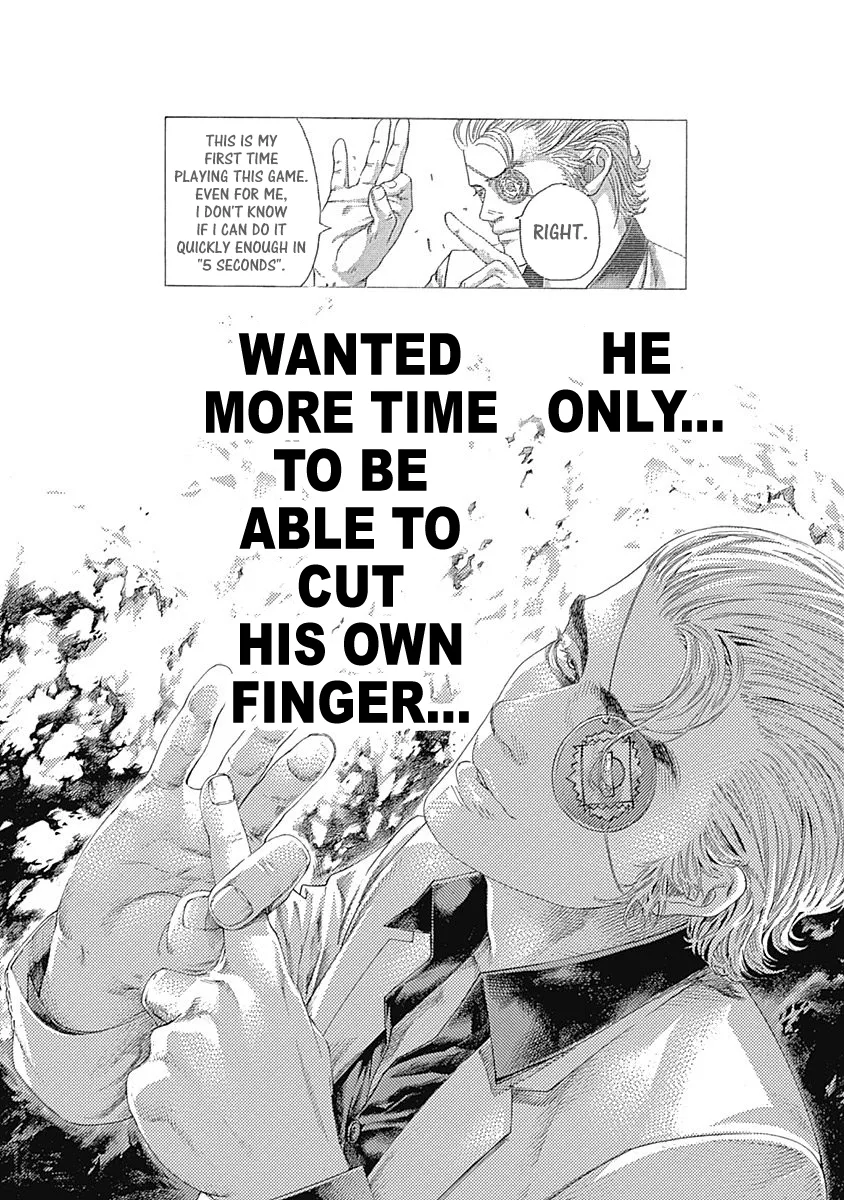 RIGHT.
THIS IS MY
FIRST TIME
PLAYING THIS GAME.
EVEN FOR ME,
I DON'T KNOW
IF I CAN DO IT
QUICKLY ENOUGH IN
"5 SECONDS".
HE
ONLY...
WANTED
MORE TIME
TO BE
ABLE TO
CUT
HIS OWN
FINGER...